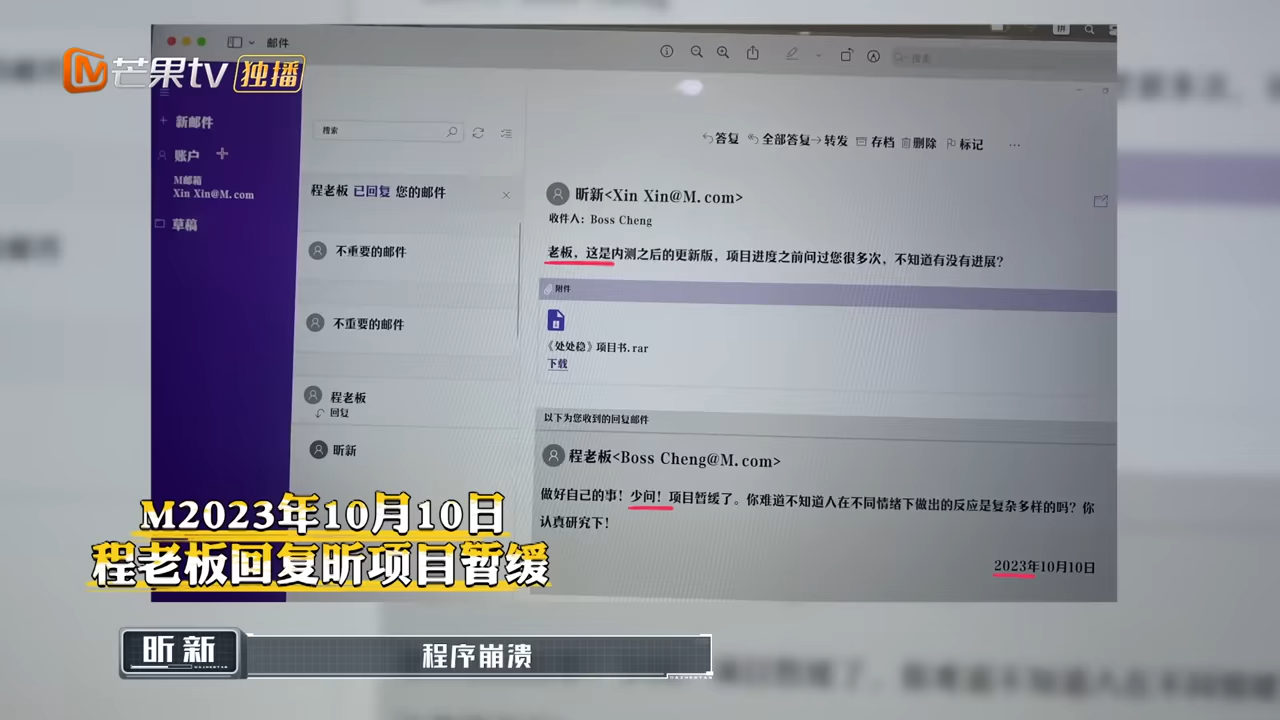 芒果tv 独播
邮件
搜索
新邮件
账户
M邮箱
Xin Xin@M.com
草稿
搜索
程老板 已回复 您的邮件
不重要的邮件
不重要的邮件
程老板
回复
昕新
答复 全部答复 转发 存档 删除 标记
昕新<Xin Xin@M.com>
收件人：Boss Cheng
老板，这是内测之后的更新版，项目进度之前问过您很多次，不知道有没有进展？
附件
《处处稳》项目书.rar
下载
以下为您收到的回复邮件
程老板<Boss Cheng@M.com>
做好自己的事！少问！项目暂缓了。你难道不知道人在不同情绪下做出的反应是复杂多样的吗？你
认真研究下！
2023年10月10日
M2023年10月10日
程老板回复昕项目暂缓
昕新
程序崩溃